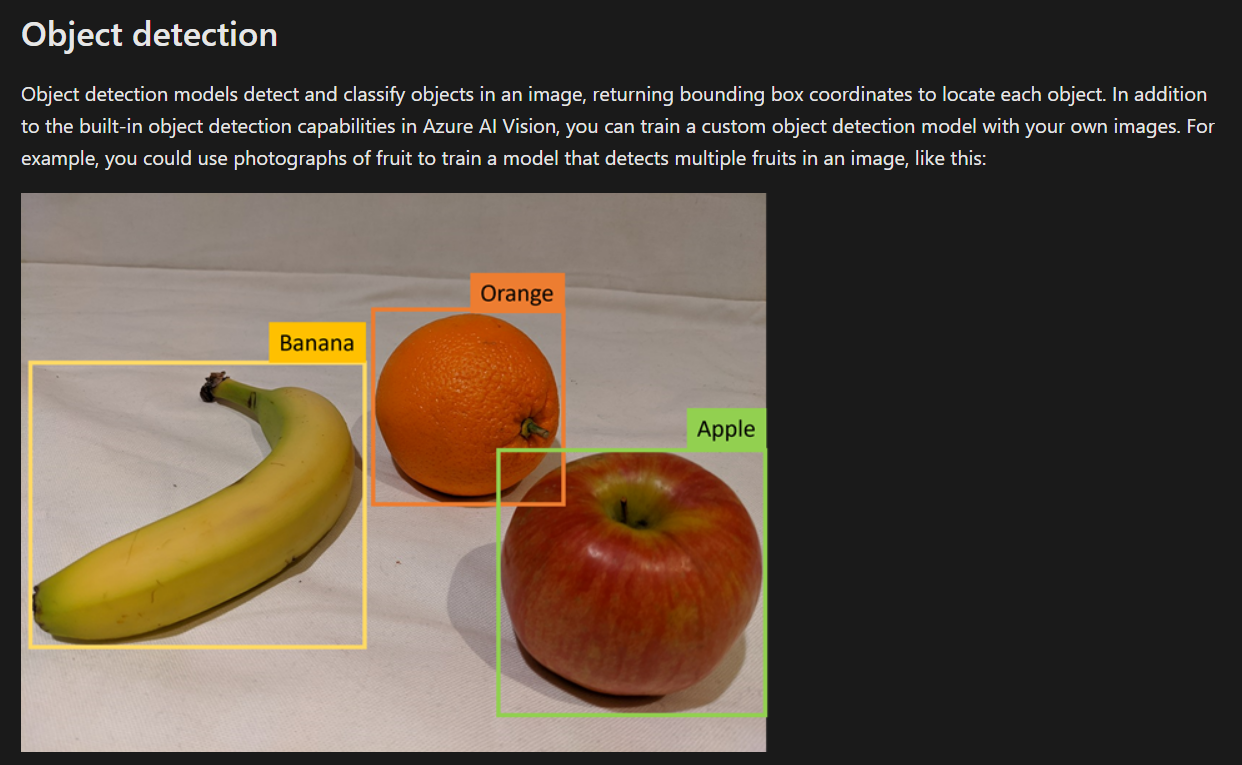 Object detection
Object detection models detect and classify objects in an image, returning bounding box coordinates to locate each object. In addition
to the built-in object detection capabilities in Azure AI Vision, you can train a custom object detection model with your own images. For
example, you could use photographs of fruit to train a model that detects multiple fruits in an image, like this:
Orange
Banana
Apple